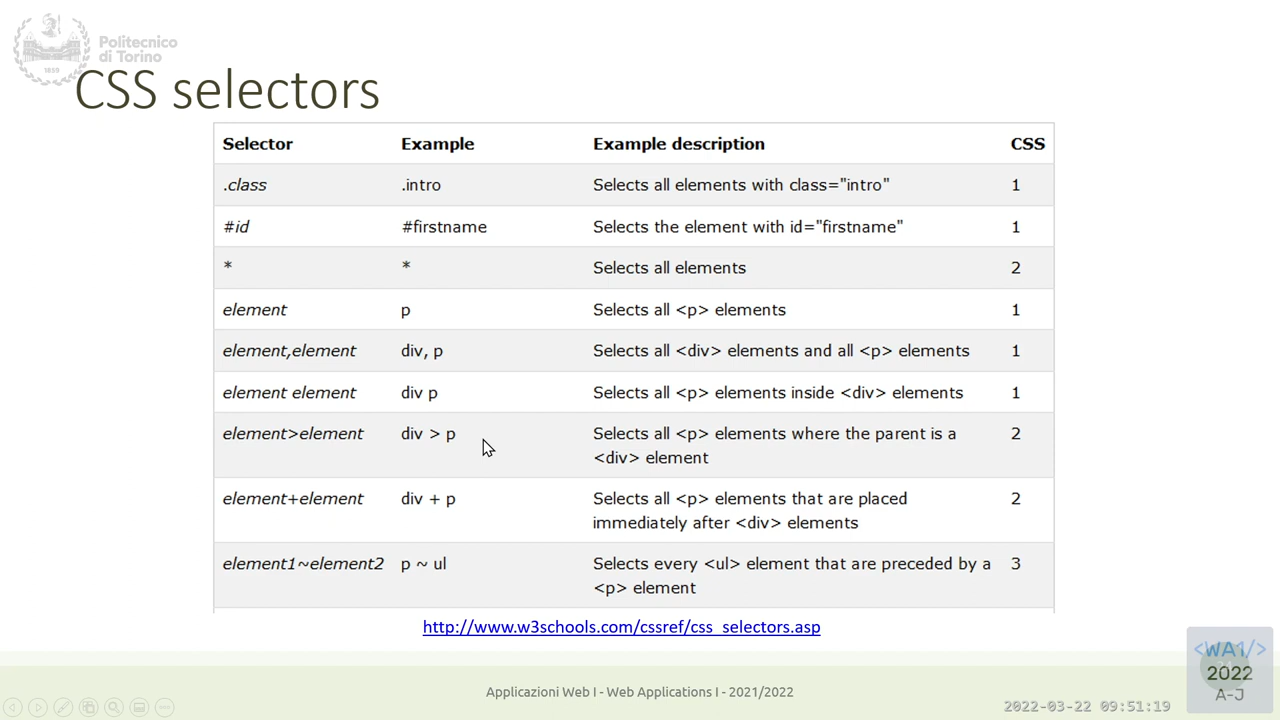 Politecnico
di Torino
1859
CSS selectors
Selector Example Example description CSS
.class .intro Selects all elements with class="intro" 1
#id #firstname Selects the element with id="firstname" 1
* * Selects all elements 2
element p Selects all <p> elements 1
element,element div, p Selects all <div> elements and all <p> elements 1
element element div p Selects all <p> elements inside <div> elements 1
element>element div > p Selects all <p> elements where the parent is a 2
<div> element
element+element div + p Selects all <p> elements that are placed 2
immediately after <div> elements
element1~element2 p ~ ul Selects every <ul> element that are preceded by a 3
<p> element
http://www.w3schools.com/cssref/css_selectors.asp
Applicazioni Web I - Web Applications I - 2021/2022
2022-03-22 09:51:19
<WA1/>
2022
A-J